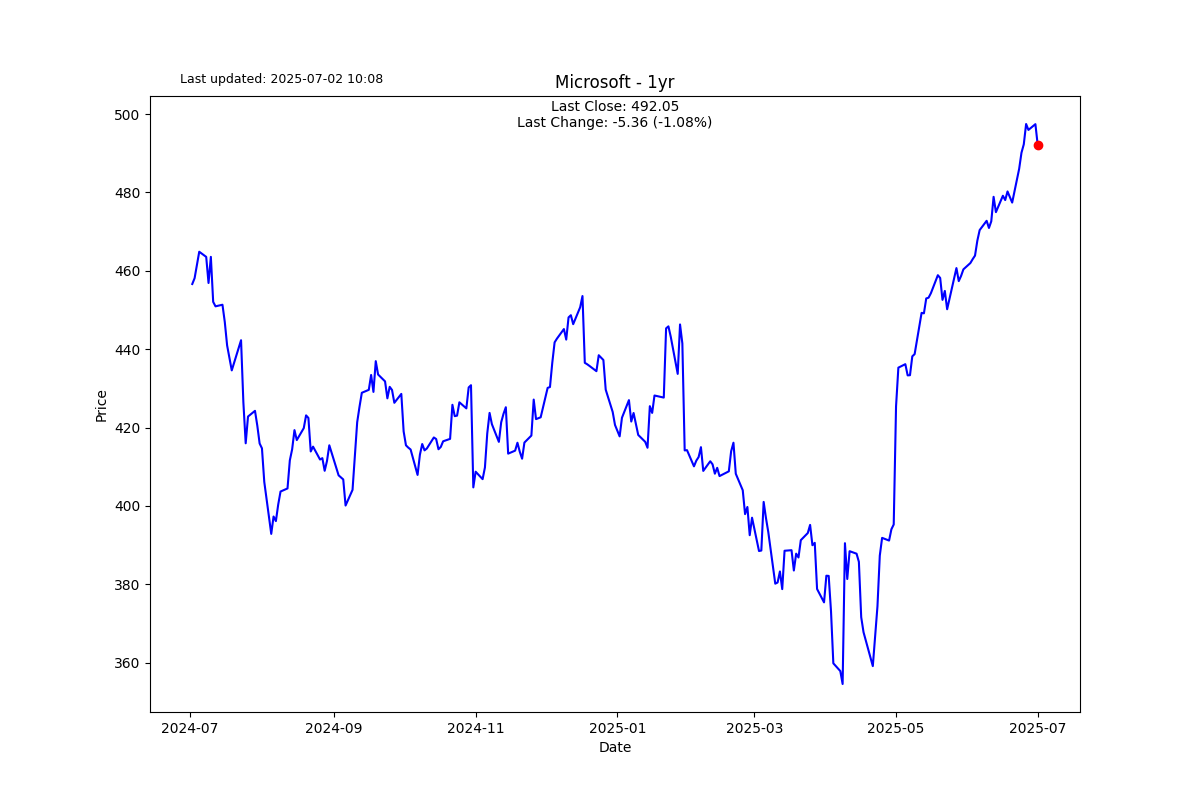 Last updated: 2025-07-02 10:08
Microsoft - 1yr
Last Close: 492.05
Last Change: -5.36 (-1.08%)
500
480
460
440
420
400
380
360
Price
2024-07
2024-09
2024-11
2025-01
2025-03
2025-05
2025-07
Date